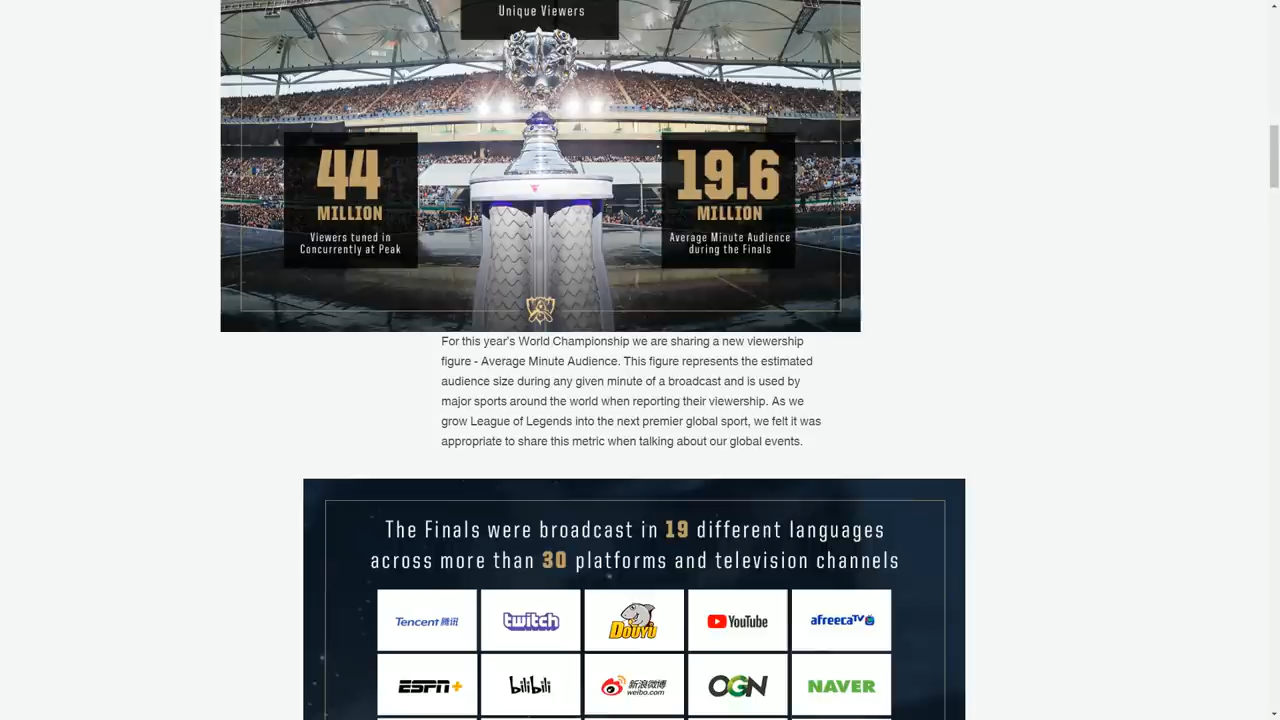 Unique Viewers
44
MILLION
Viewers tuned in
Concurrently at Peak
19.6
MILLION
Average Minute Audience
during the Finals
For this year's World Championship we are sharing a new viewership
figure - Average Minute Audience. This figure represents the estimated
audience size during any given minute of a broadcast and is used by
major sports around the world when reporting their viewership. As we
grow League of Legends into the next premier global sport, we felt it was
appropriate to share this metric when talking about our global events.
The Finals were broadcast in 19 different languages
across more than 30 platforms and television channels
Tencent 腾讯
twitch
DOUYU
YouTube
afreecaTV
ESPN+
bilibili
新浪微博
weibo.com
OGN
NAVER